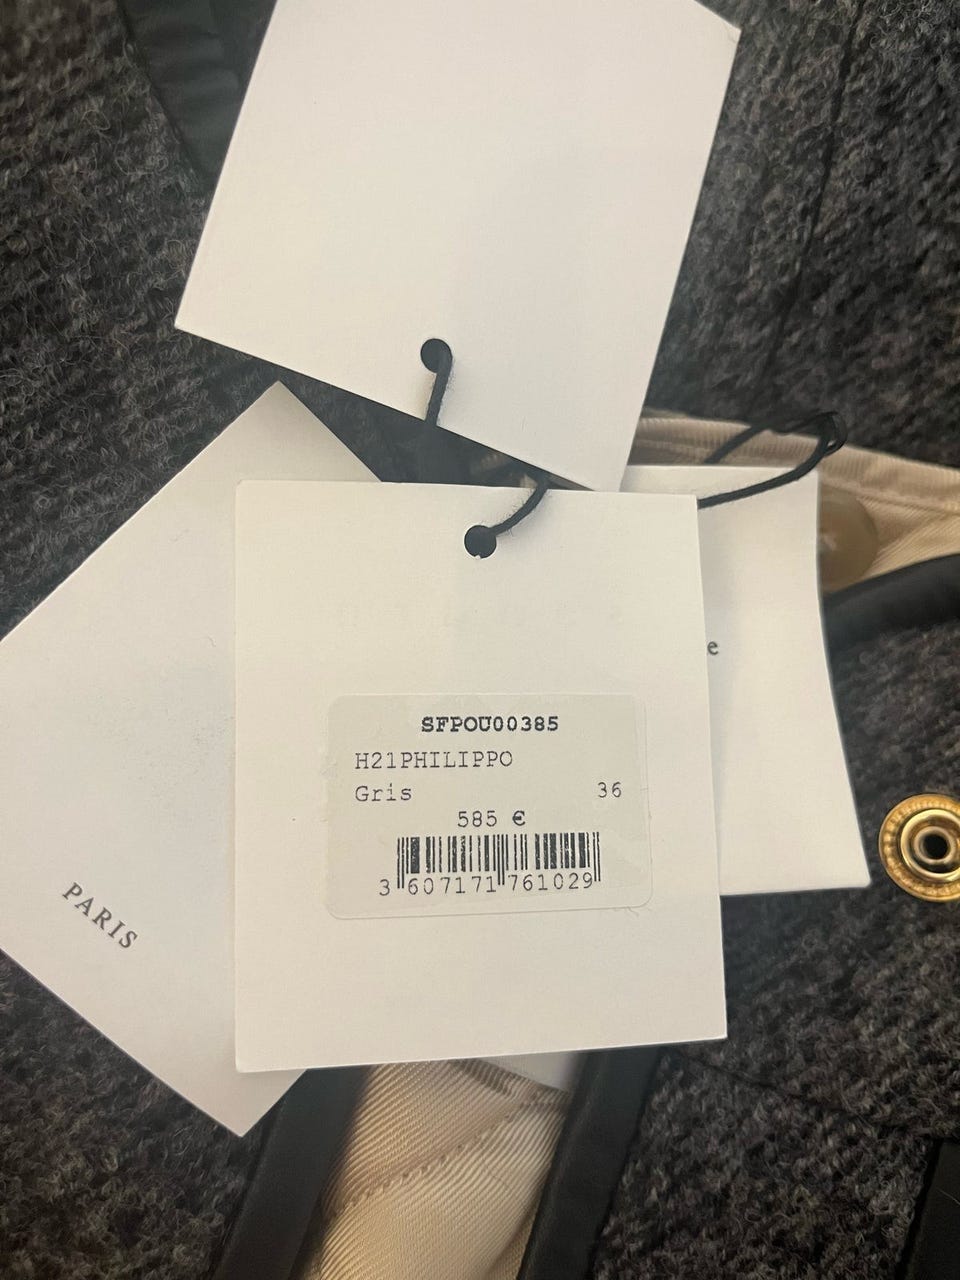 SFPOU00385
H21PHILIPPO
Gris 36
585 €
3 607171 761029
PARIS
e